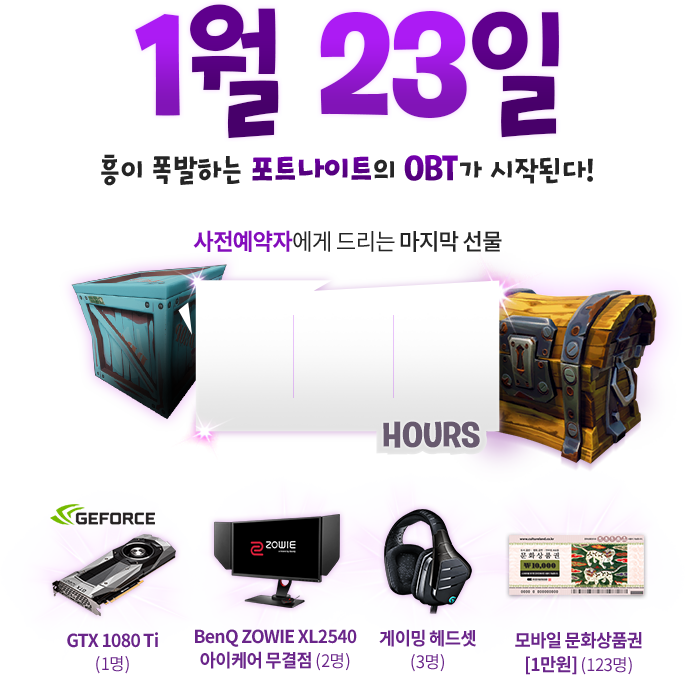 1월 23일
흥이 폭발하는 포트나이트의 OBT가 시작된다!
사전예약자에게 드리는 마지막 선물
HOURS
GEFORCE
ZOWIE
문화상품권
₩10,000
GTX 1080 Ti
(1명)
BenQ ZOWIE XL2540
아이케어 무결점 (2명)
게이밍 헤드셋
(3명)
모바일 문화상품권
[1만원] (123명)